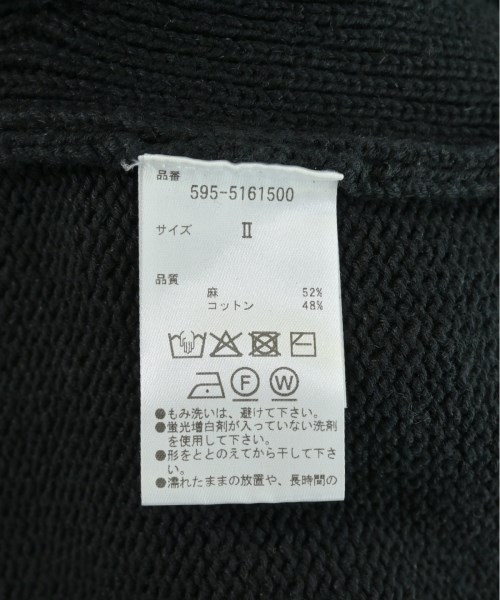 品番
595-5161500
サイズ Ⅱ
品質
麻 52%
コットン 48%
F W
●もみ洗いは、避けて下さい。
●蛍光増白剤が入っていない洗剤
を使用して下さい。
●形をととのえてから干して下さ
い。
●濡れたままの放置や、長時間の